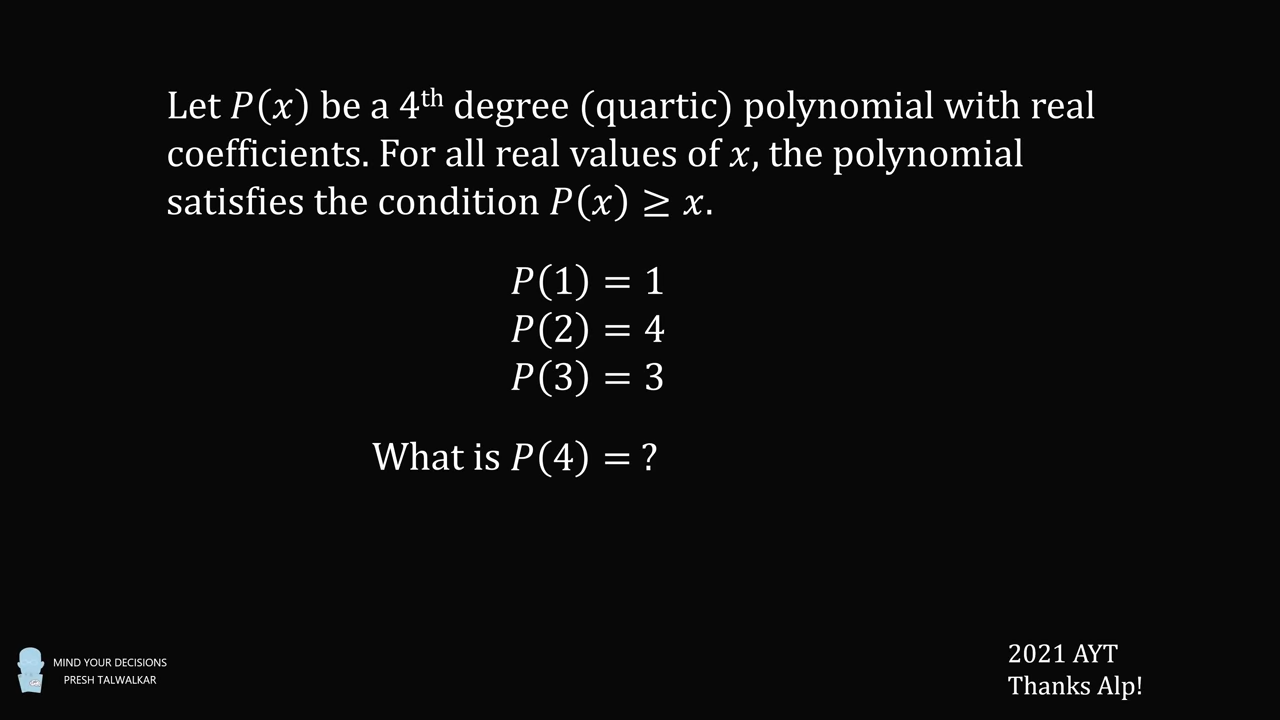 Let P(x) be a 4th degree (quartic) polynomial with real
coefficients. For all real values of x, the polynomial
satisfies the condition P(x) ≥ x.
P(1) = 1
P(2) = 4
P(3) = 3
What is P(4) = ?
MIND YOUR DECISIONS
PRESH TALWALKAR
2021 AYT
Thanks Alp!